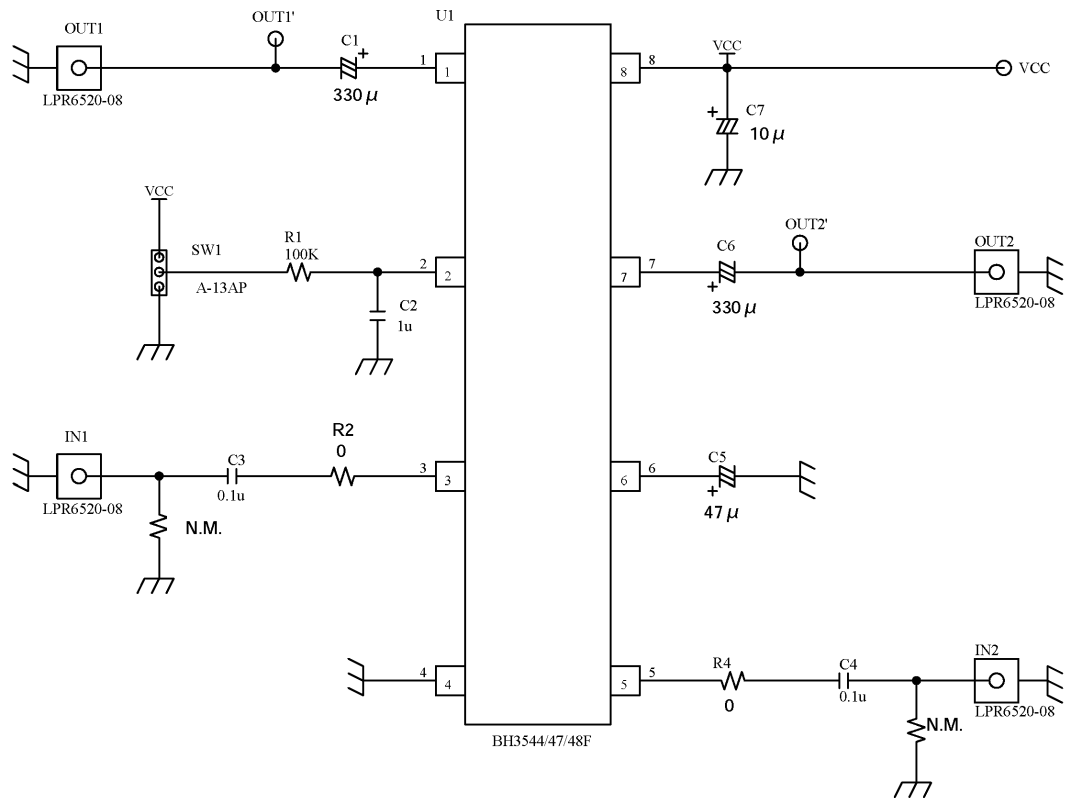 U1
OUT1'
OUT1
C1
+
1
1
8
8
VCC
VCC
LPR6520-08
330 μ
+
C7
10 μ
VCC
SW1
A-13AP
R1
100K
2
2
C2
1u
7
7
C6
+
330 μ
OUT2'
OUT2
LPR6520-08
IN1
LPR6520-08
C3
0.1u
R2
0
3
3
N.M.
6
6
C5
+
47 μ
4
4
5
5
R4
0
C4
0.1u
IN2
LPR6520-08
N.M.
BH3544/47/48F